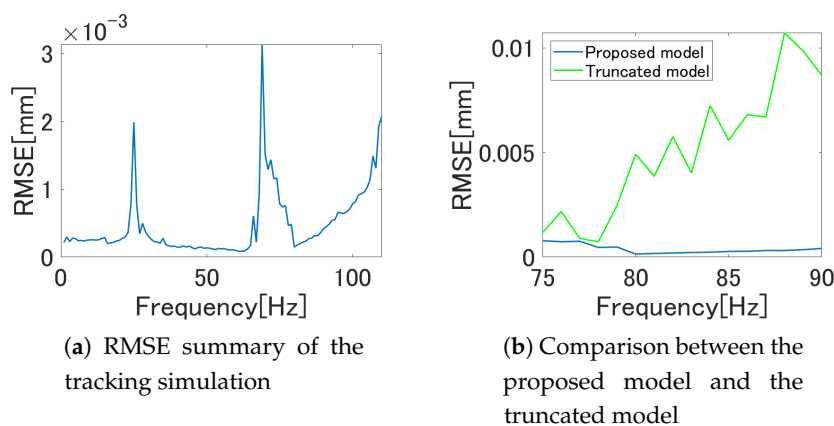 ×10⁻³
3
2
1
0
RMSE[mm]
0 50 100
Frequency[Hz]
(a) RMSE summary of the
tracking simulation
0.01
0.005
0
RMSE[mm]
Proposed model
Truncated model
75 80 85 90
Frequency[Hz]
(b) Comparison between the
proposed model and the
truncated model